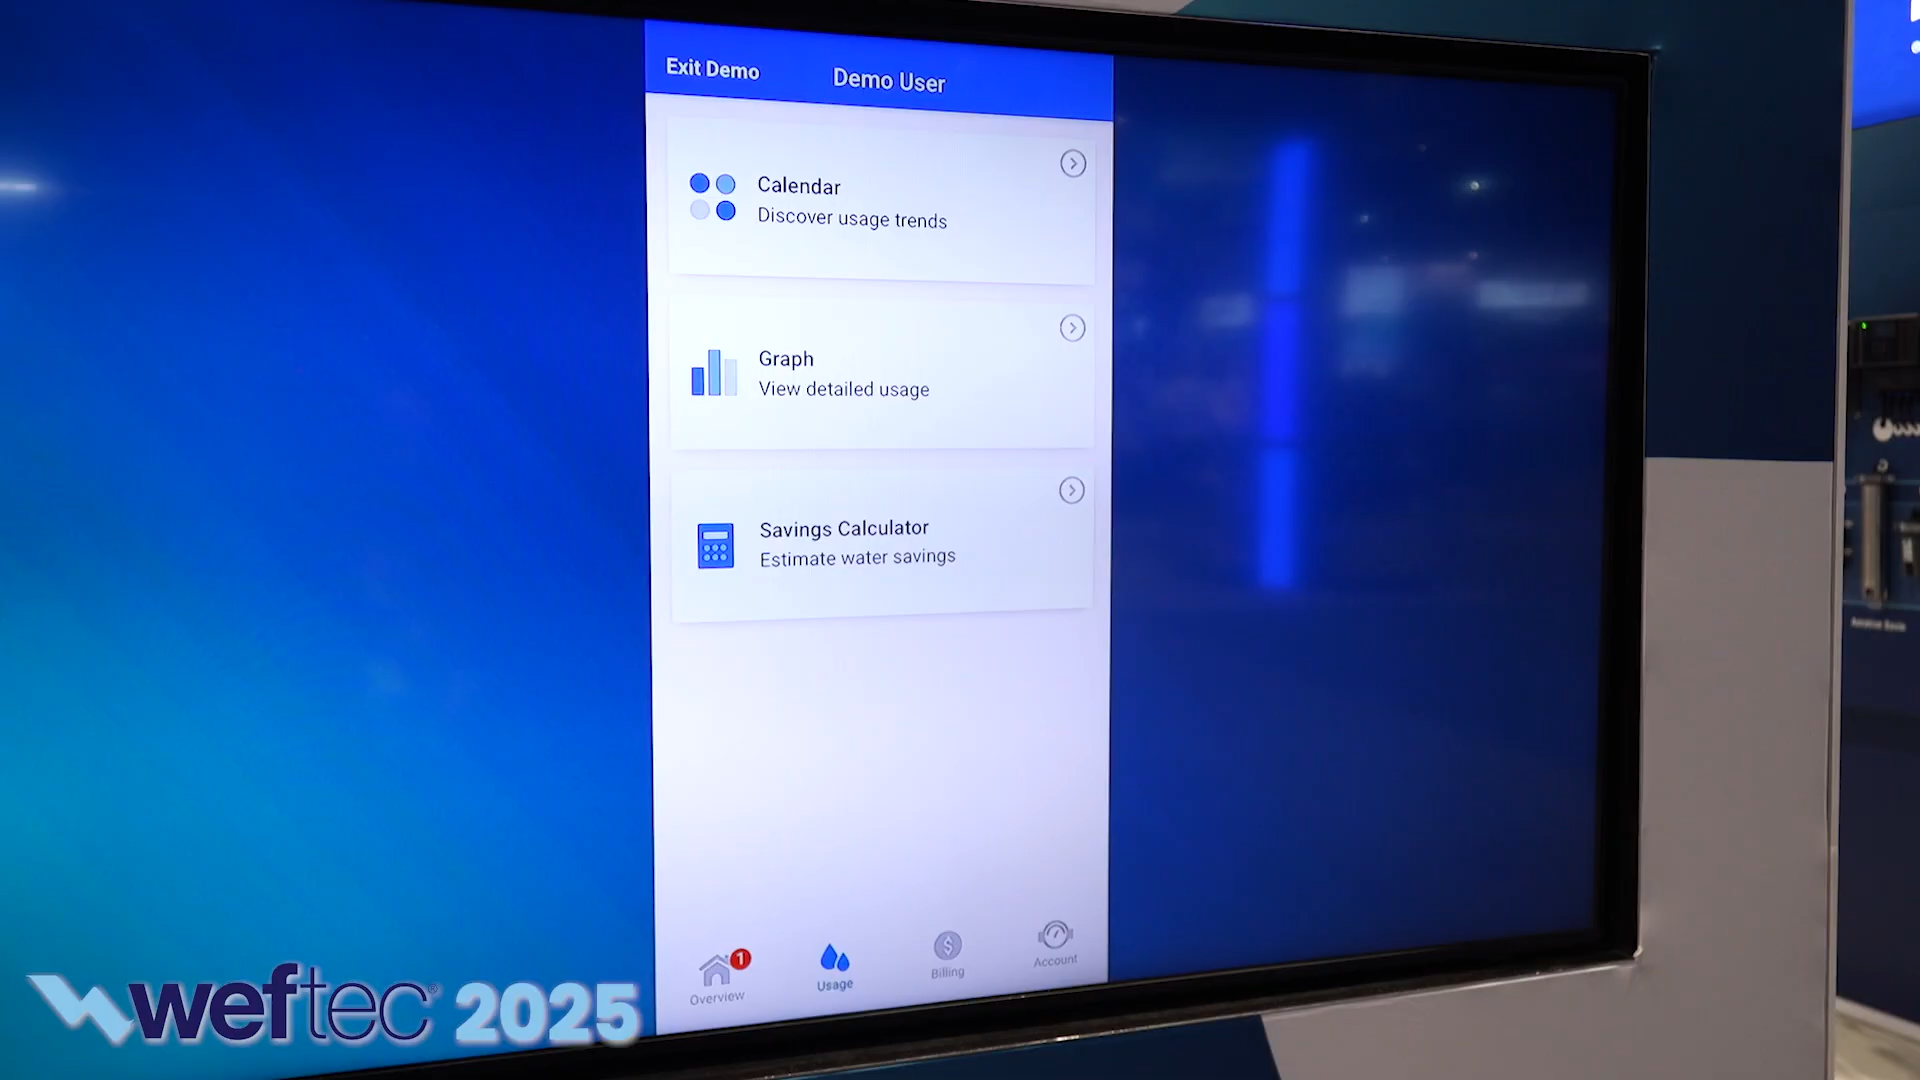 Exit Demo
Demo User
Calendar
Discover usage trends
Graph
View detailed usage
Savings Calculator
Estimate water savings
1
Overview
Usage
Billing
Account
weftec® 2025